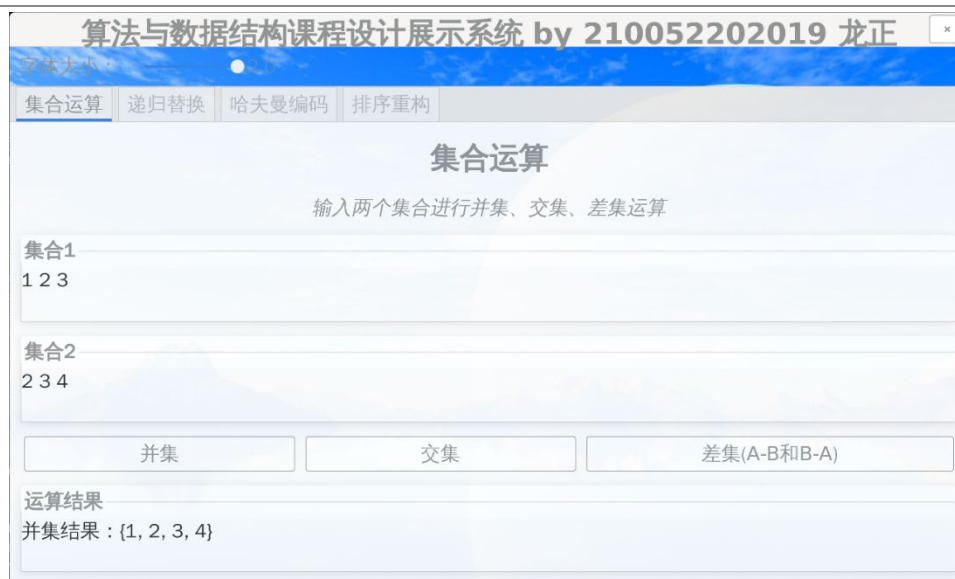 算法与数据结构课程设计展示系统 by 210052202019 龙正
字体大小：
集合运算 递归替换 哈夫曼编码 排序重构
集合运算
输入两个集合进行并集、交集、差集运算
集合1
1 2 3
集合2
2 3 4
并集 交集 差集(A-B和B-A)
运算结果
并集结果：{1, 2, 3, 4}